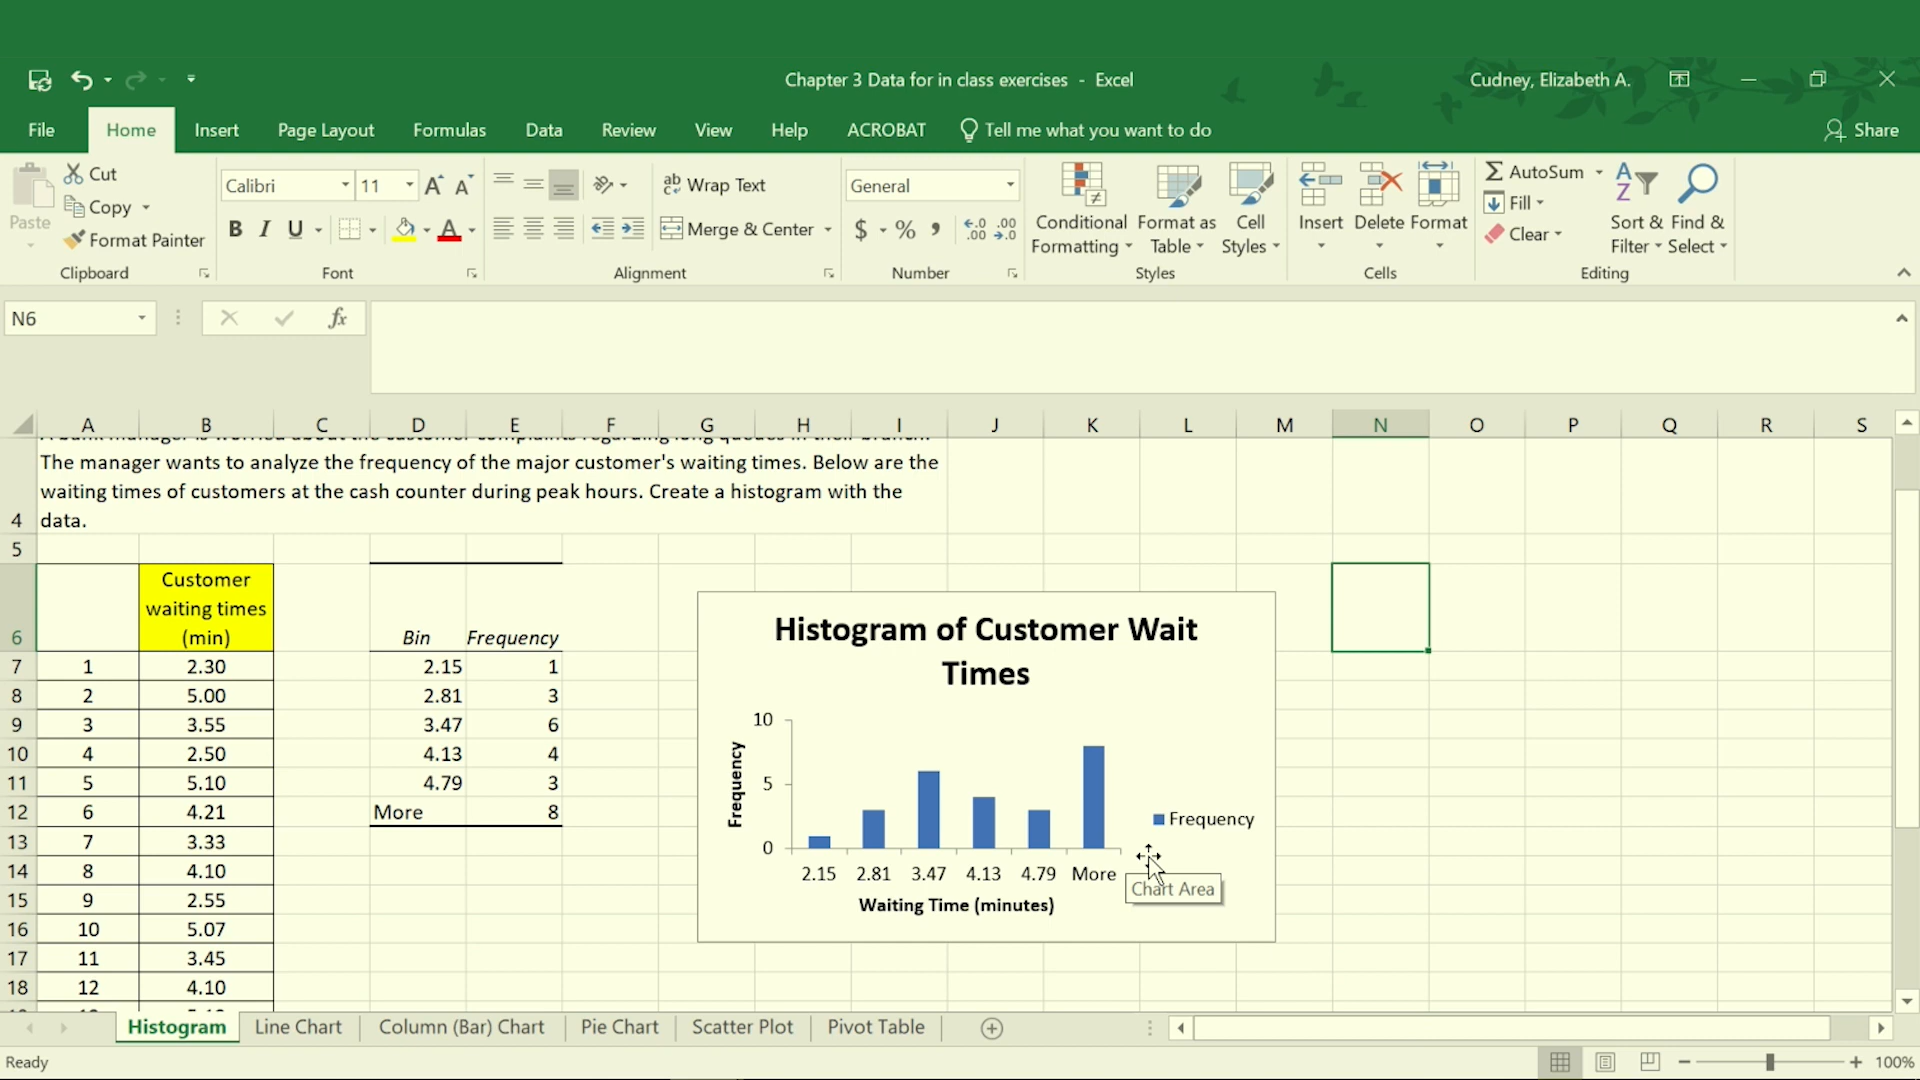 Chapter 3 Data for in class exercises - Excel
Cudney, Elizabeth A.
File Home Insert Page Layout Formulas Data Review View Help ACROBAT Tell me what you want to do Share
Paste
Cut
Copy
Format Painter
Clipboard
Calibri 11 A A
B I U A
Font
ab Wrap Text
Merge & Center
Alignment
General
$ % , .0 .00 .00 .0
Number
Conditional Formatting
Format as Table
Cell Styles
Styles
Insert Delete Format
Cells
AutoSum
Fill
Clear
Sort & Filter
Find & Select
Editing
N6 fx
A B C D E F G H I J K L M N O P Q R S
The manager wants to analyze the frequency of the major customer's waiting times. Below are the
waiting times of customers at the cash counter during peak hours. Create a histogram with the
4 data.
5
Customer
waiting times
6 (min) Bin Frequency
7 1 2.30 2.15 1
8 2 5.00 2.81 3
9 3 3.55 3.47 6
10 4 2.50 4.13 4
11 5 5.10 4.79 3
12 6 4.21 More 8
13 7 3.33
14 8 4.10
15 9 2.55
16 10 5.07
17 11 3.45
18 12 4.10
Histogram of Customer Wait
Times
Frequency
10
5
0
2.15 2.81 3.47 4.13 4.79 More
Waiting Time (minutes)
Frequency
Chart Area
Histogram Line Chart Column (Bar) Chart Pie Chart Scatter Plot Pivot Table
Ready
100%